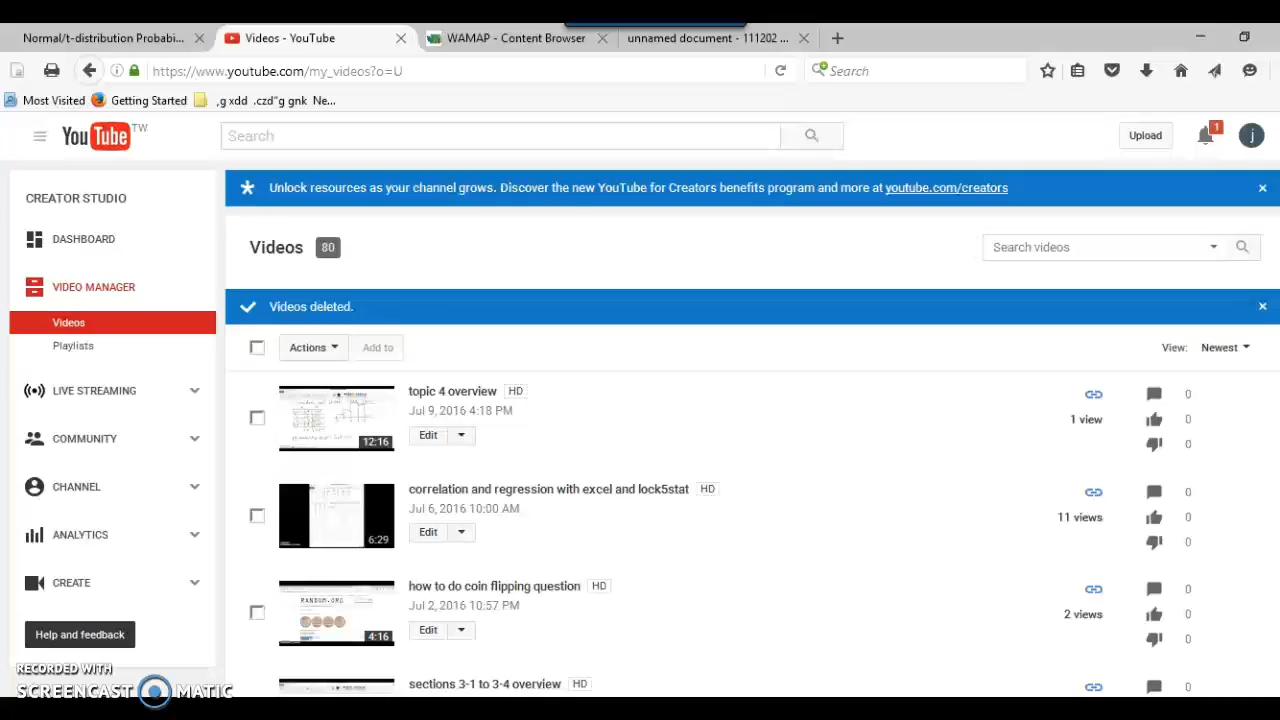 Normal/t-distribution Probabi...
Videos - YouTube
WAMAP - Content Browser
unnamed document - 111202 ...
https://www.youtube.com/my_videos?o=U
Search
Most Visited
Getting Started
,g xdd .czd"g gnk Ne...
YouTube TW
Search
Upload
1
j
CREATOR STUDIO
DASHBOARD
VIDEO MANAGER
Videos
Playlists
LIVE STREAMING
COMMUNITY
CHANNEL
ANALYTICS
CREATE
Help and feedback
Unlock resources as your channel grows. Discover the new YouTube for Creators benefits program and more at youtube.com/creators
Videos 80
Search videos
Videos deleted.
Actions
Add to
View: Newest
topic 4 overview HD
Jul 9, 2016 4:18 PM
Edit
12:16
1 view
0
0
0
correlation and regression with excel and lock5stat HD
Jul 6, 2016 10:00 AM
Edit
6:29
11 views
0
0
0
how to do coin flipping question HD
Jul 2, 2016 10:57 PM
Edit
RANDOM.ORG
4:16
2 views
0
0
0
sections 3-1 to 3-4 overview HD
0
RECORDED WITH
SCREENCAST MATIC